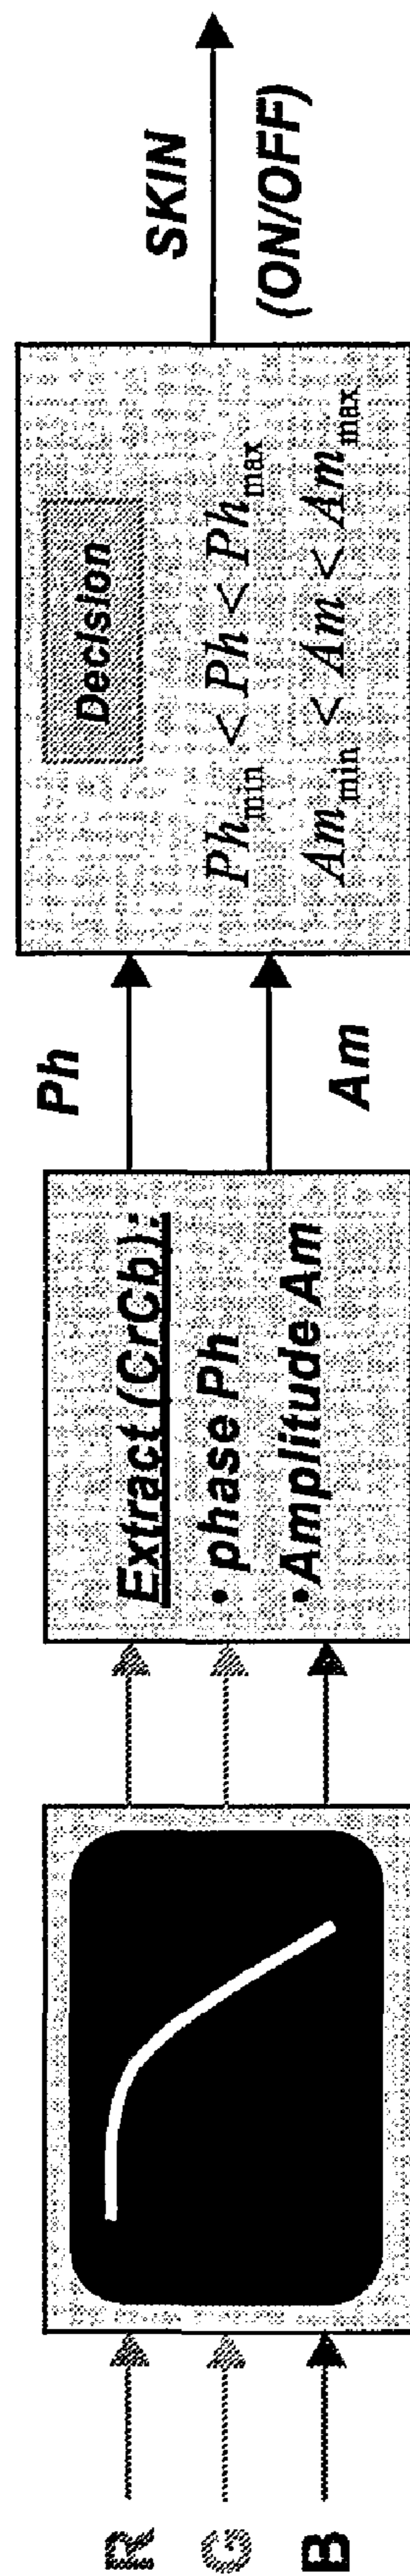 R
G
B
Extract (CrCb):
• phase Ph
• Amplitude Am
Ph
Am
Decision
Ph_min < Ph < Ph_max
Am_min < Am < Am_max
SKIN
(ON/OFF)